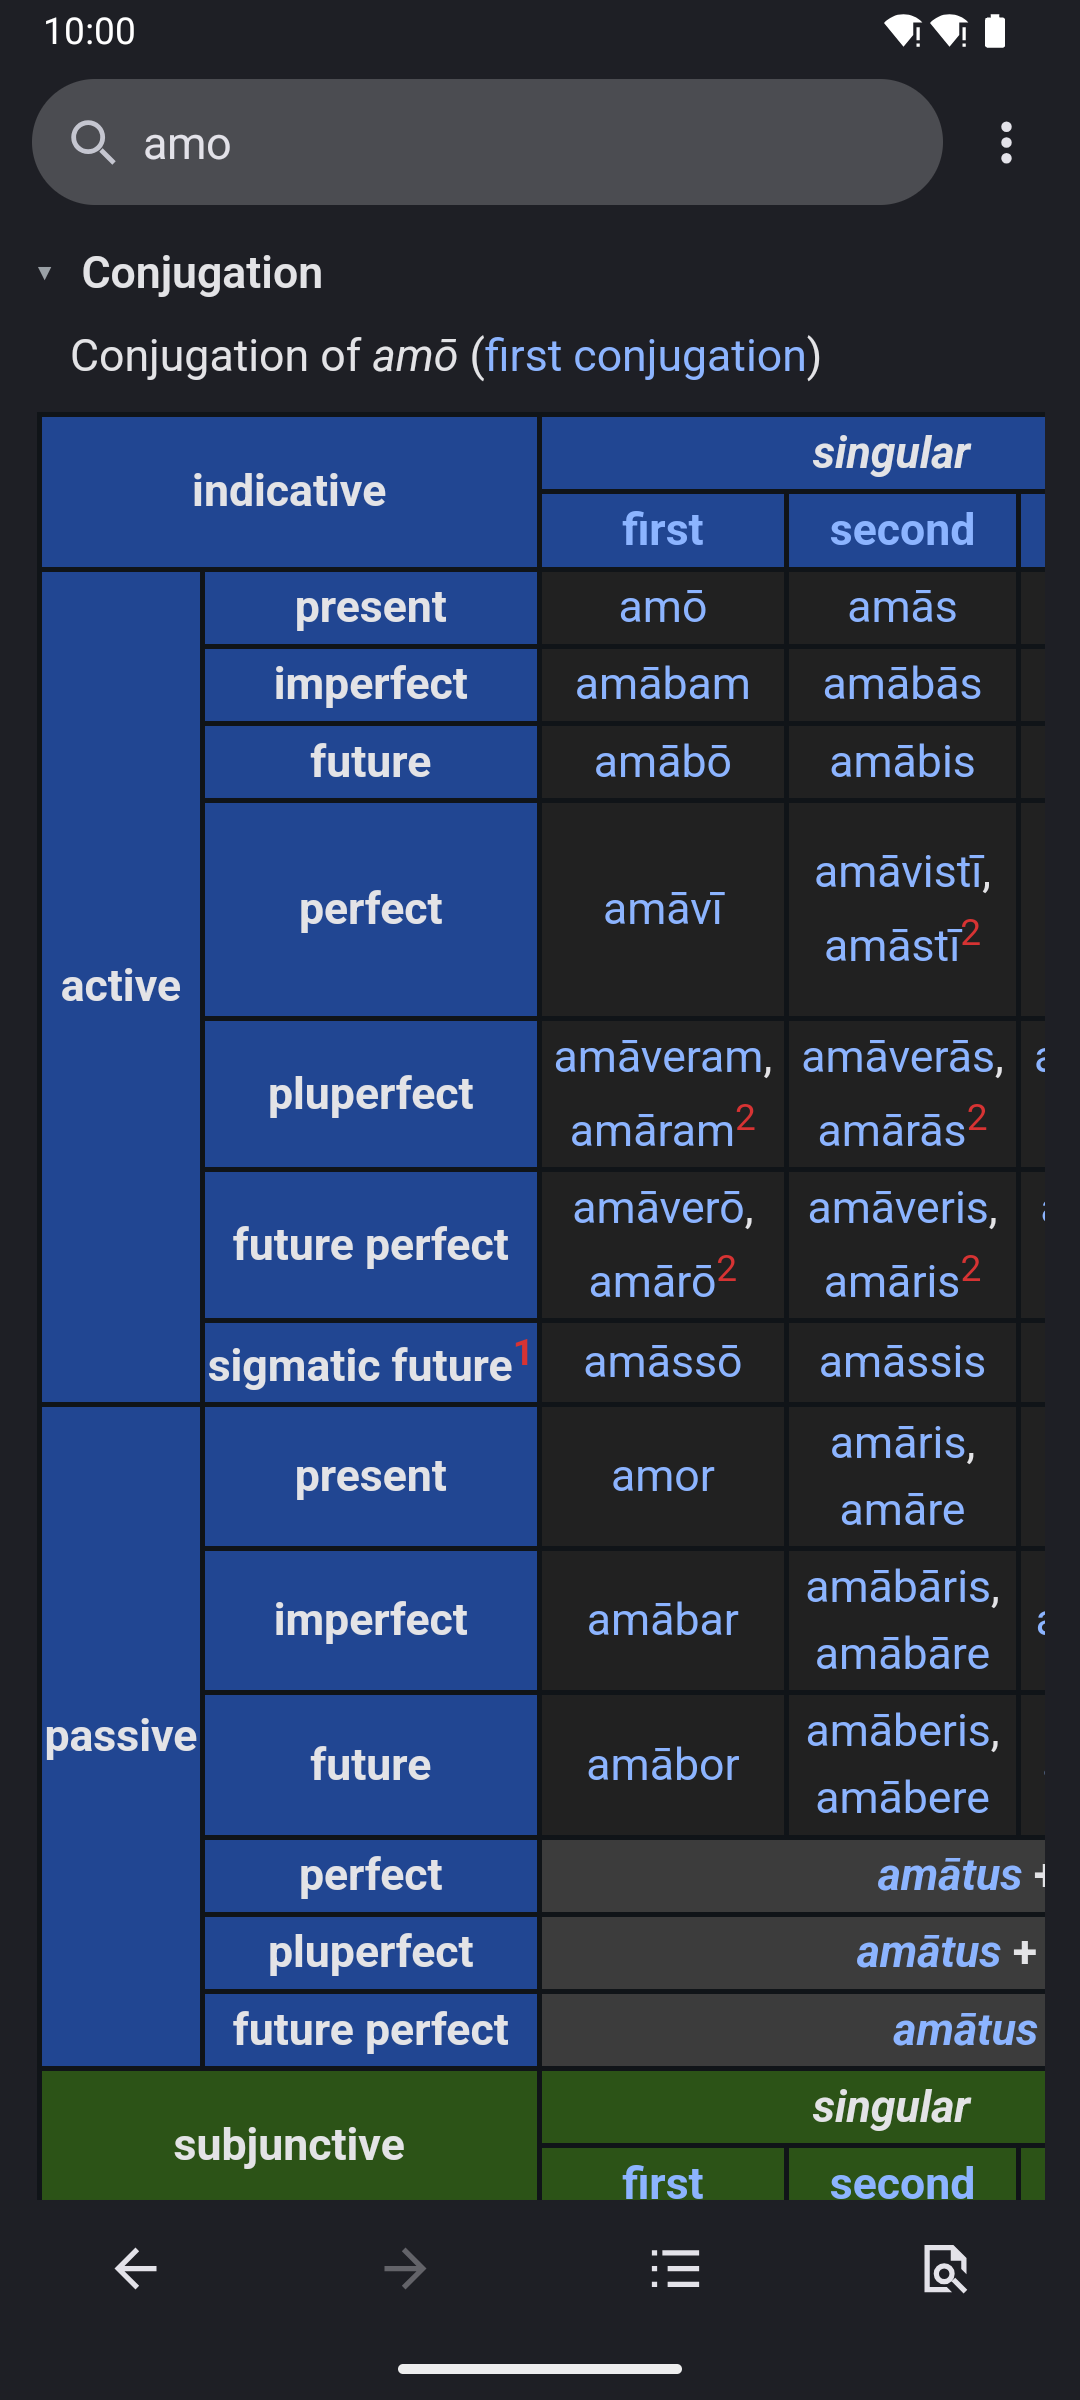 10:00
amo
Conjugation
Conjugation of amō (first conjugation)
indicative
singular
first second
active
present amō amās
imperfect amābam amābās
future amābō amābis
perfect amāvī amāvistī,
amāstī2
pluperfect amāveram, amāverās,
amāram2 amārās2
future perfect amāverō, amāveris,
amārō2 amāris2
sigmatic future1 amāssō amāssis
passive
present amor amāris,
amāre
imperfect amābar amābāris,
amābāre
future amābor amāberis,
amābere
perfect amātus +
pluperfect amātus +
future perfect amātus
subjunctive
singular
first second